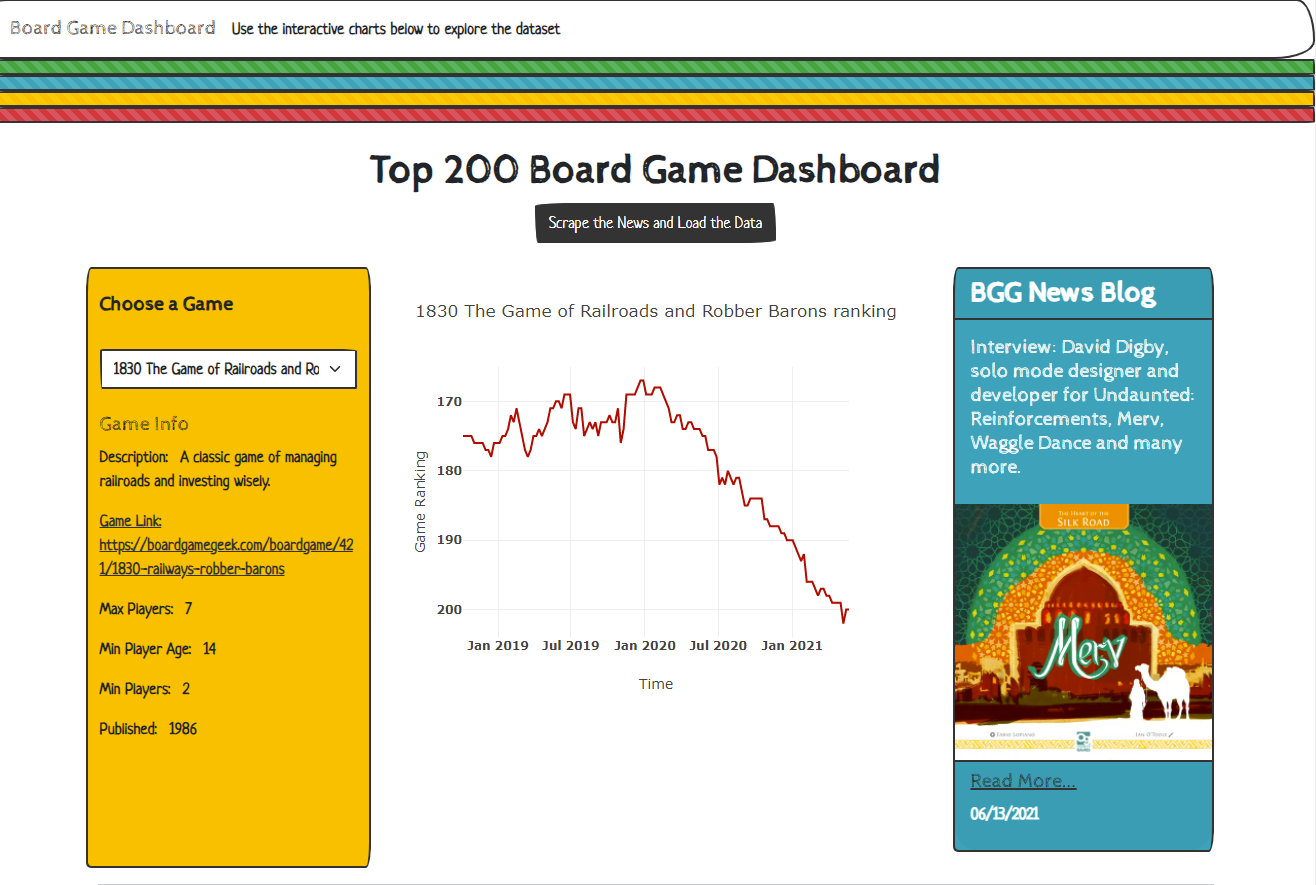 Board Game Dashboard Use the interactive charts below to explore the dataset
Top 200 Board Game Dashboard
Scrape the News and Load the Data
Choose a Game
1830 The Game of Railroads and Ro
Game Info
Description: A classic game of managing
railroads and investing wisely.
Game Link:
https://boardgamegeek.com/boardgame/42
1/1830-railways-robber-barons
Max Players: 7
Min Player Age: 14
Min Players: 2
Published: 1986
1830 The Game of Railroads and Robber Barons ranking
Game Ranking
170
180
190
200
Jan 2019 Jul 2019 Jan 2020 Jul 2020 Jan 2021
Time
BGG News Blog
Interview: David Digby,
solo mode designer and
developer for Undaunted:
Reinforcements, Merv,
Waggle Dance and many
more.
The Heart of the
Silk Road
Merv
Read More...
06/13/2021